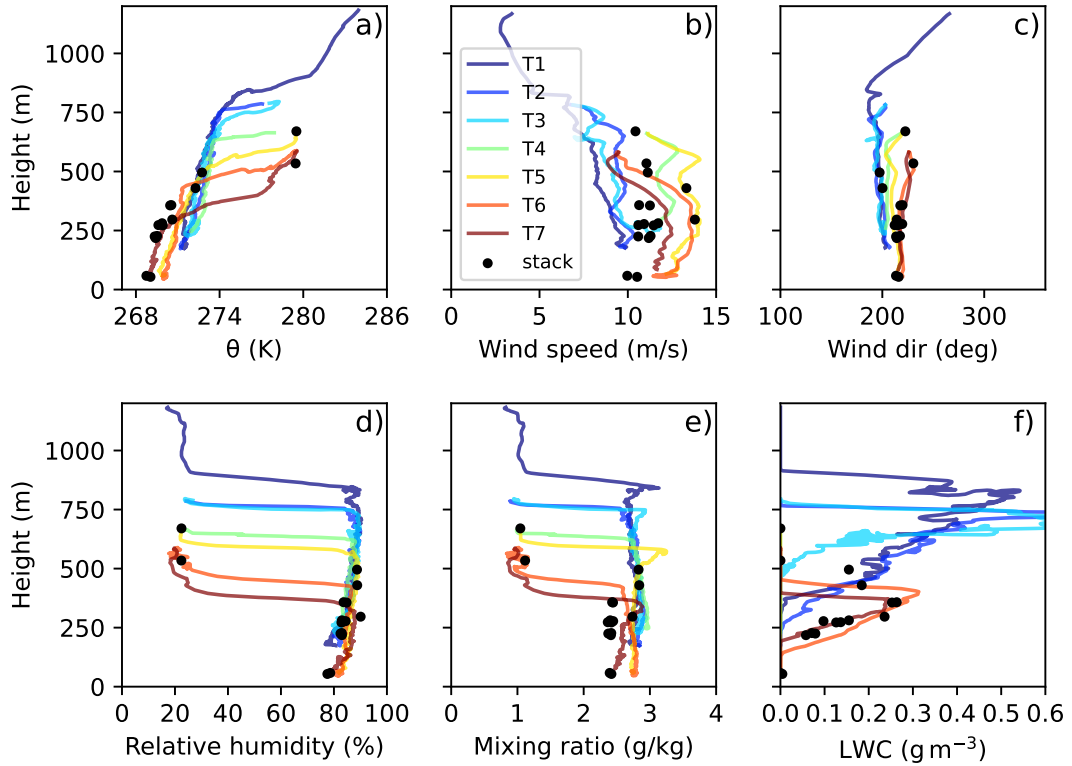 a)
b)
c)
1000
750
500
250
0
Height (m)
268
274
280
286
θ (K)
T1
T2
T3
T4
T5
T6
T7
stack
0
5
10
15
Wind speed (m/s)
100
200
300
Wind dir (deg)
d)
e)
f)
1000
750
500
250
0
Height (m)
0
20
40
60
80
100
Relative humidity (%)
0
1
2
3
4
Mixing ratio (g/kg)
0.0
0.1
0.2
0.3
0.4
0.5
0.6
LWC (g m⁻³)